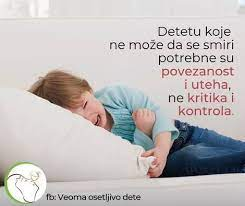 Detetu koje
ne može da se smiri
potrebne su
povezanost
i uteha,
ne kritika i
kontrola.
fb: Veoma osetljivo dete